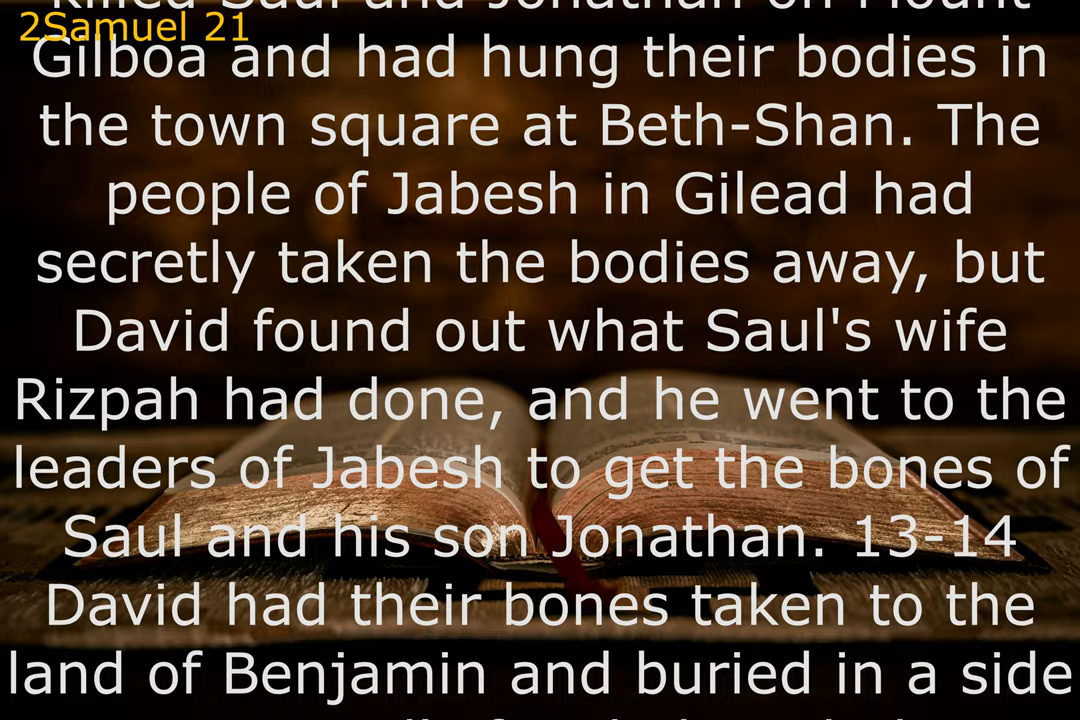 killed Saul and Jonathan on Mount
2Samuel 21
Gilboa and had hung their bodies in
the town square at Beth-Shan. The
people of Jabesh in Gilead had
secretly taken the bodies away, but
David found out what Saul's wife
Rizpah had done, and he went to the
leaders of Jabesh to get the bones of
Saul and his son Jonathan. 13-14
David had their bones taken to the
land of Benjamin and buried in a side